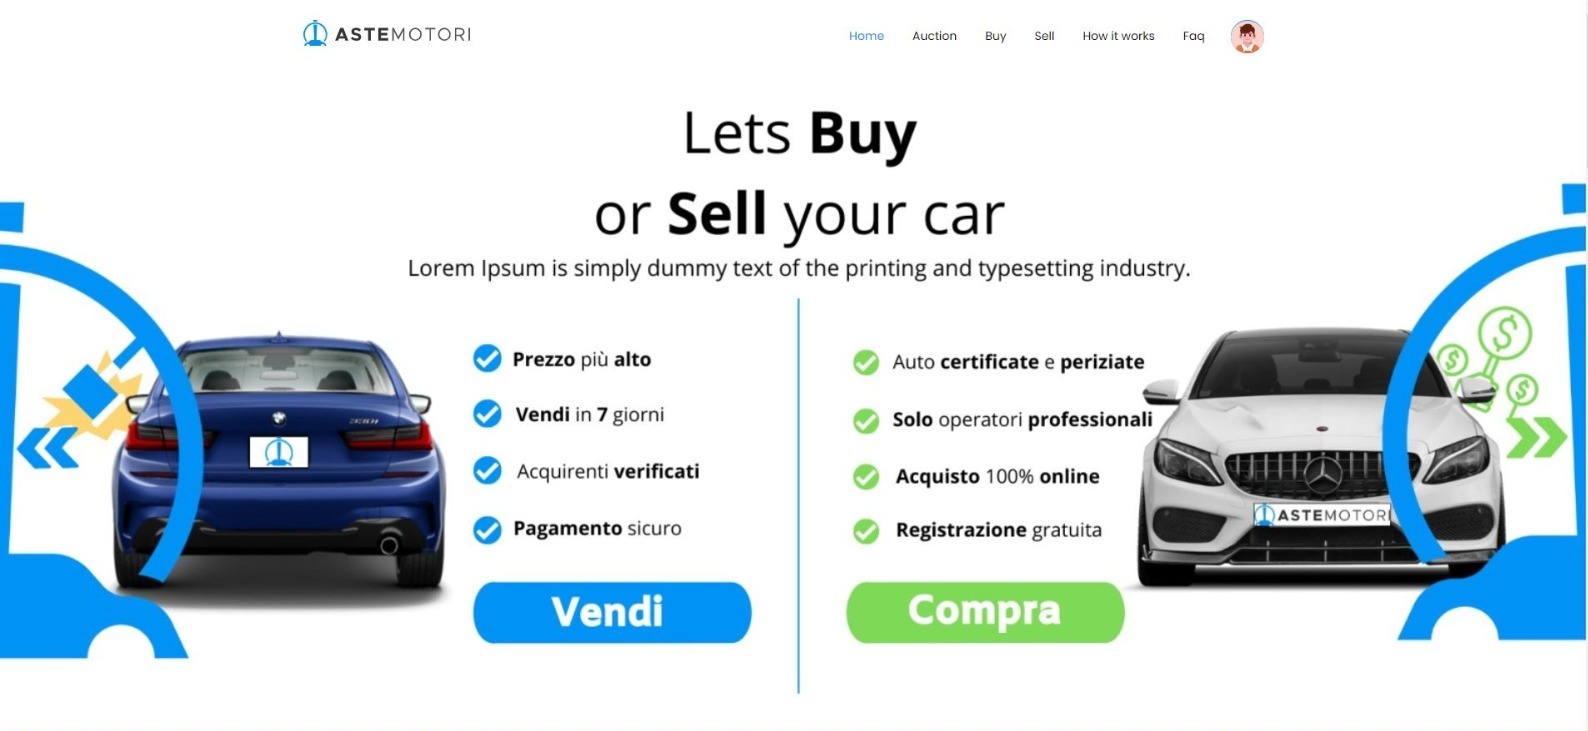 ASTEMOTORI
Home Auction Buy Sell How it works Faq
Lets Buy
or Sell your car
Lorem Ipsum is simply dummy text of the printing and typesetting industry.
Prezzo più alto
Vendi in 7 giorni
Acquirenti verificati
Pagamento sicuro
Vendi
Auto certificate e periziate
Solo operatori professionali
Acquisto 100% online
Registrazione gratuita
Compra
ASTEMOTORI